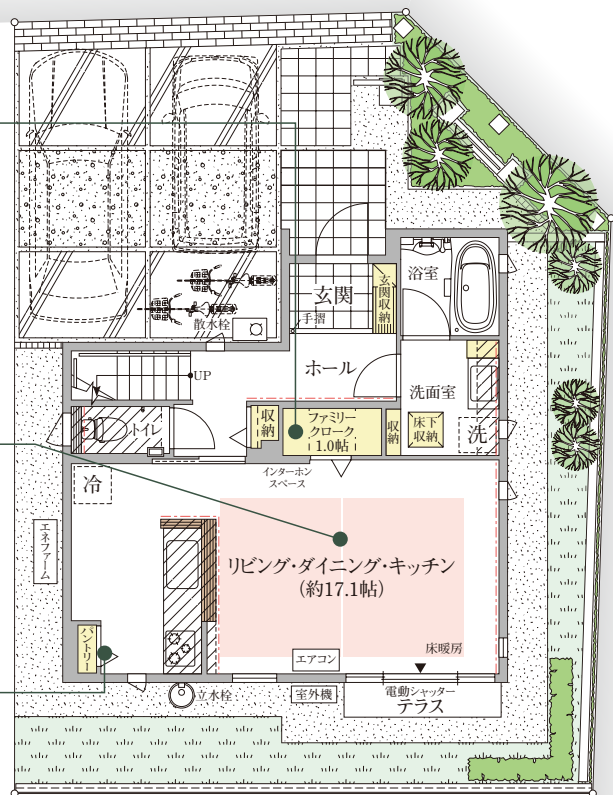 浴室
玄関
玄関収納
手摺
散水栓
ホール
UP
洗面室
トイレ
収納
ファミリー
クローク
1.0帖
収納
床下
収納
洗
インターホン
スペース
冷
エネファーム
リビング・ダイニング・キッチン
(約17.1帖)
パントリー
エアコン
床暖房
立水栓
室外機
電動シャッター
テラス